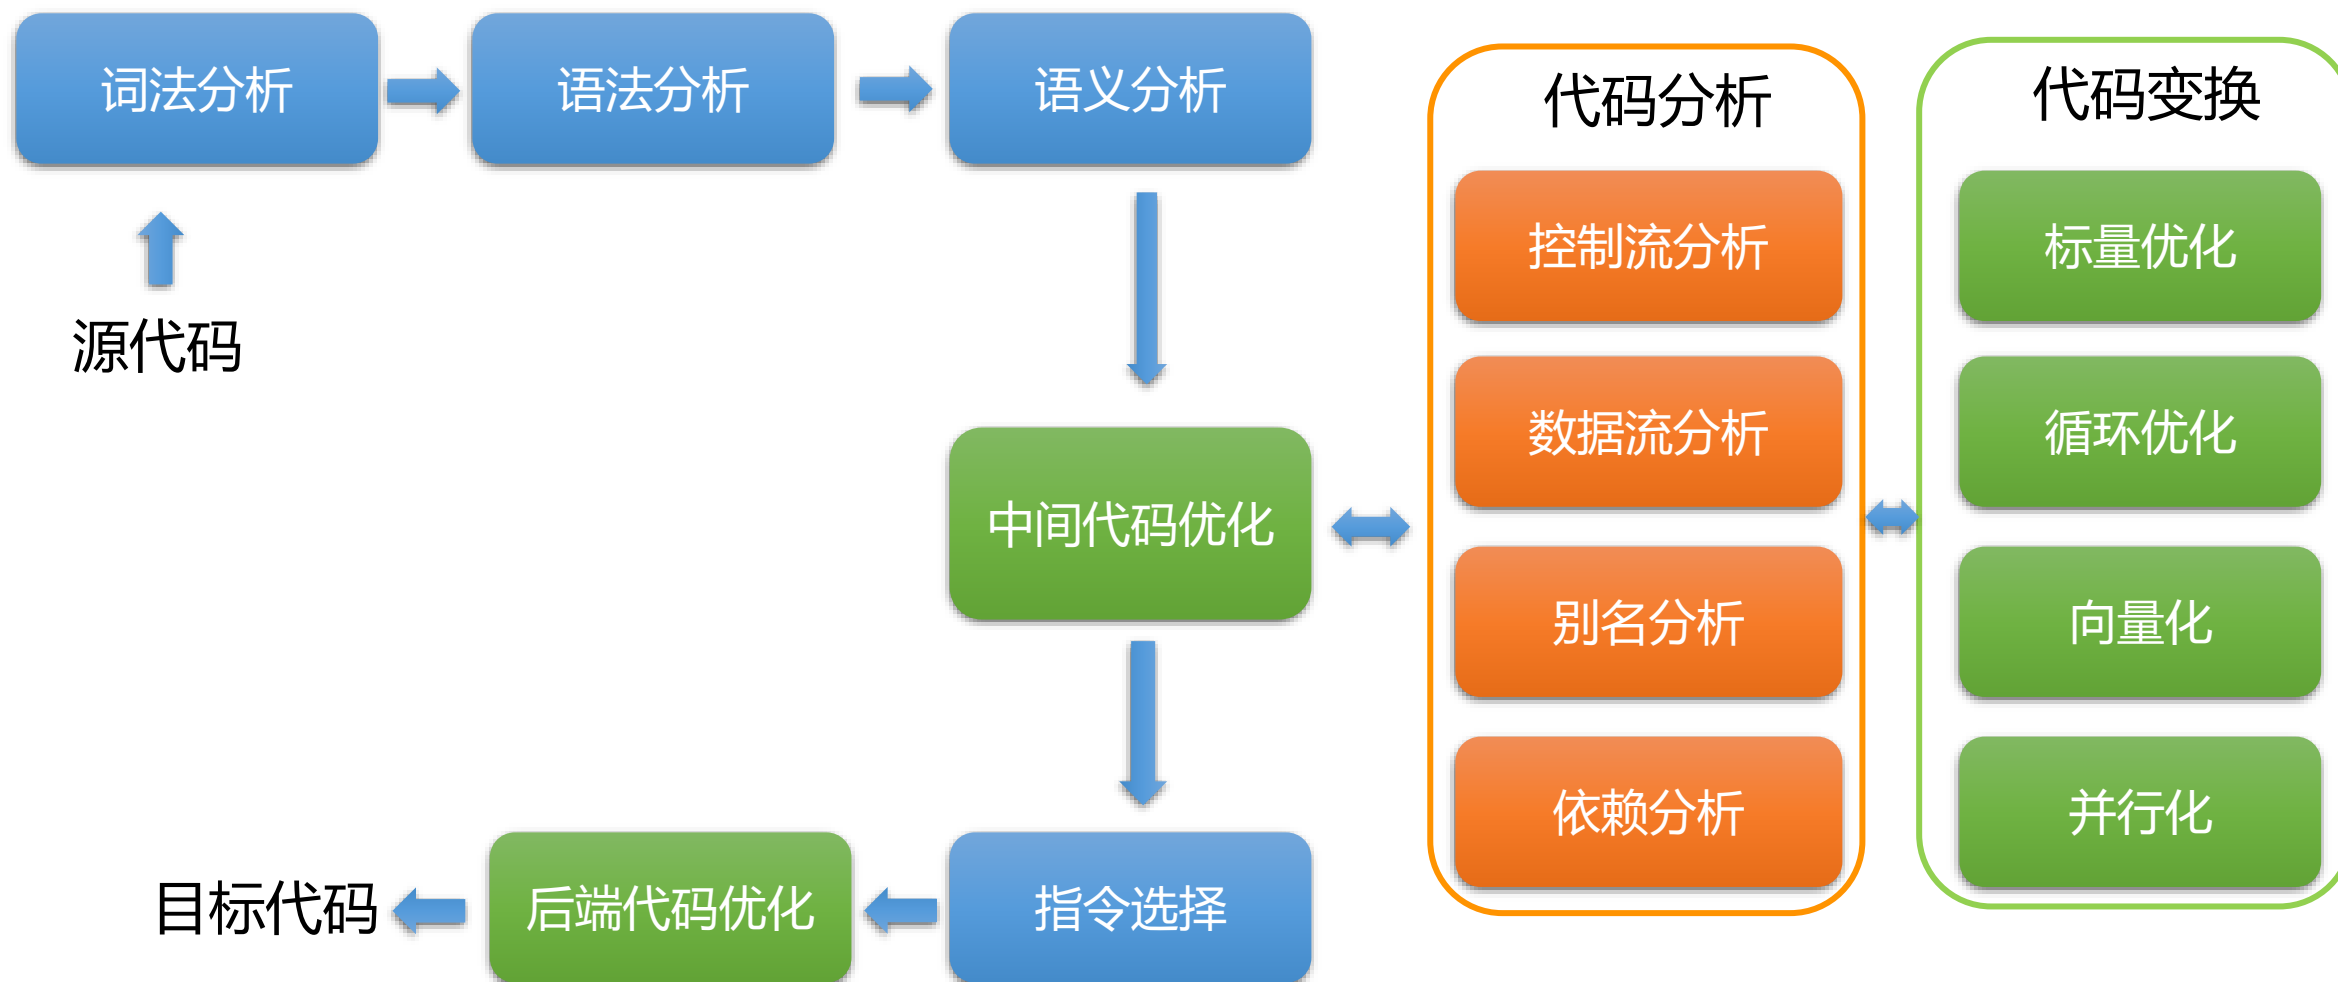 词法分析
语法分析
语义分析
源代码
中间代码优化
指令选择
后端代码优化
目标代码
代码分析
控制流分析
数据流分析
别名分析
依赖分析
代码变换
标量优化
循环优化
向量化
并行化